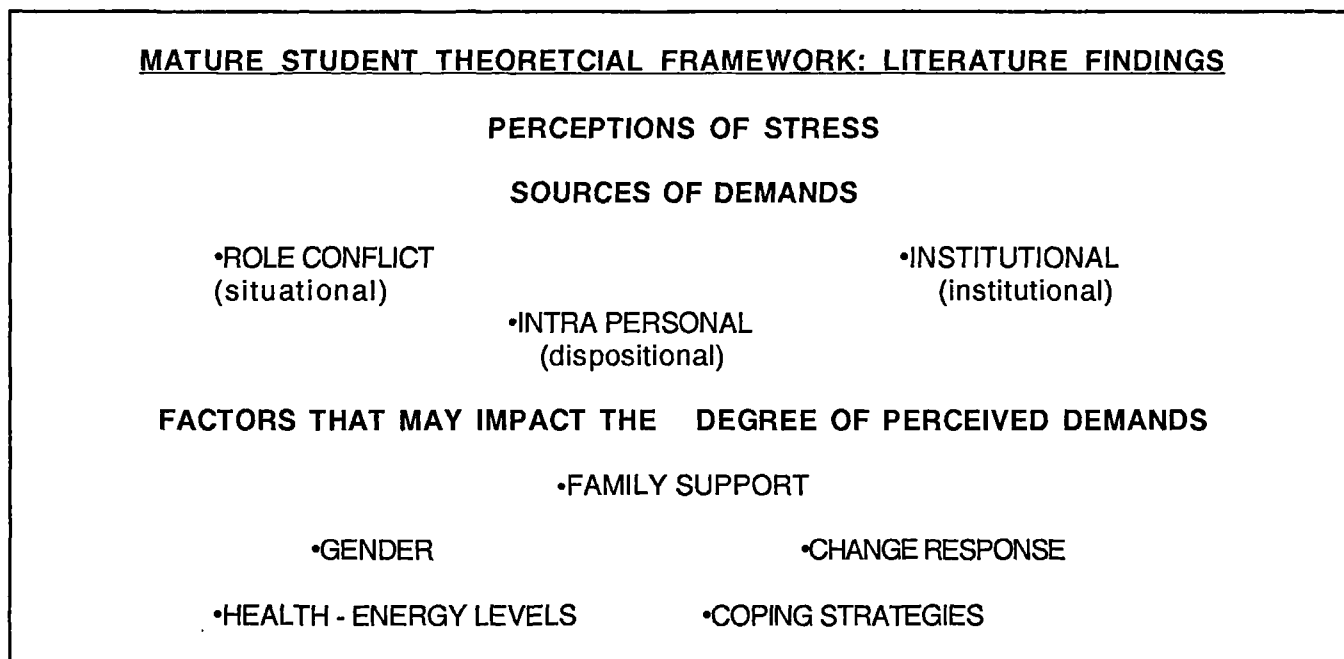 MATURE STUDENT THEORETCIAL FRAMEWORK: LITERATURE FINDINGS
PERCEPTIONS OF STRESS
SOURCES OF DEMANDS
•ROLE CONFLICT •INSTITUTIONAL
(situational) (institutional)
•INTRA PERSONAL
(dispositional)
FACTORS THAT MAY IMPACT THE DEGREE OF PERCEIVED DEMANDS
•FAMILY SUPPORT
•GENDER •CHANGE RESPONSE
•HEALTH - ENERGY LEVELS •COPING STRATEGIES